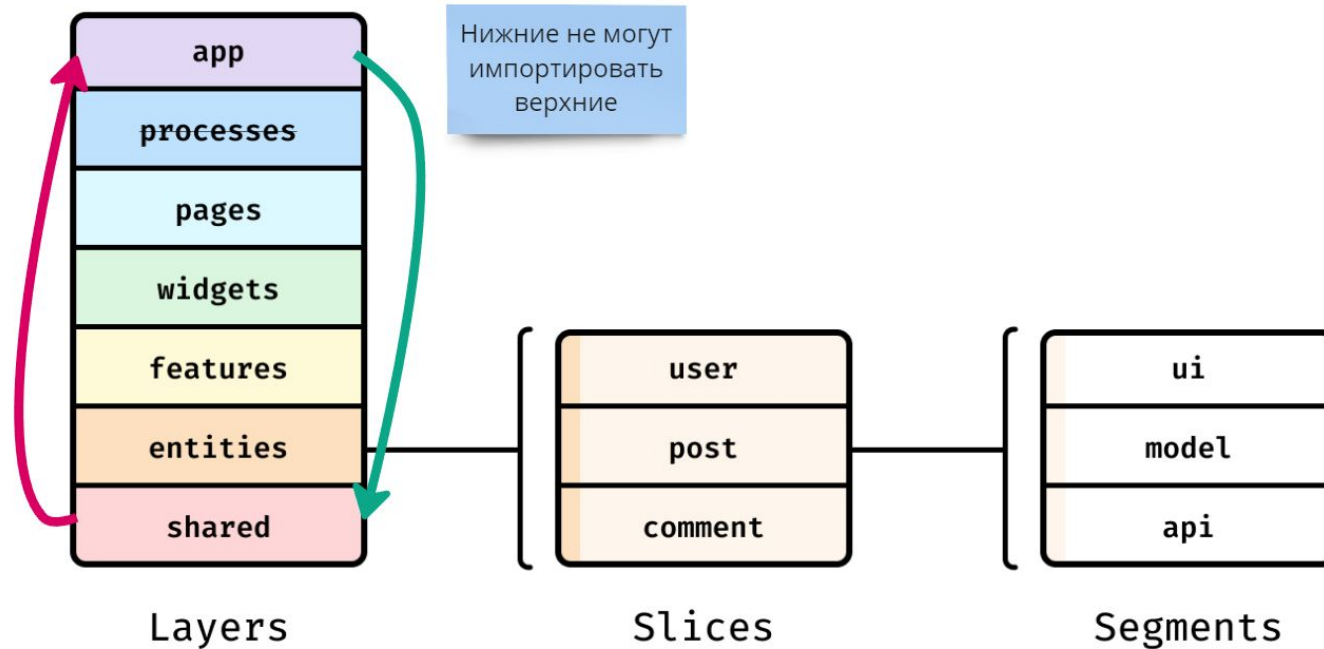 app
processes
pages
widgets
features
entities
shared
Нижние не могут
импортировать
верхние
user
post
comment
ui
model
api
Layers
Slices
Segments